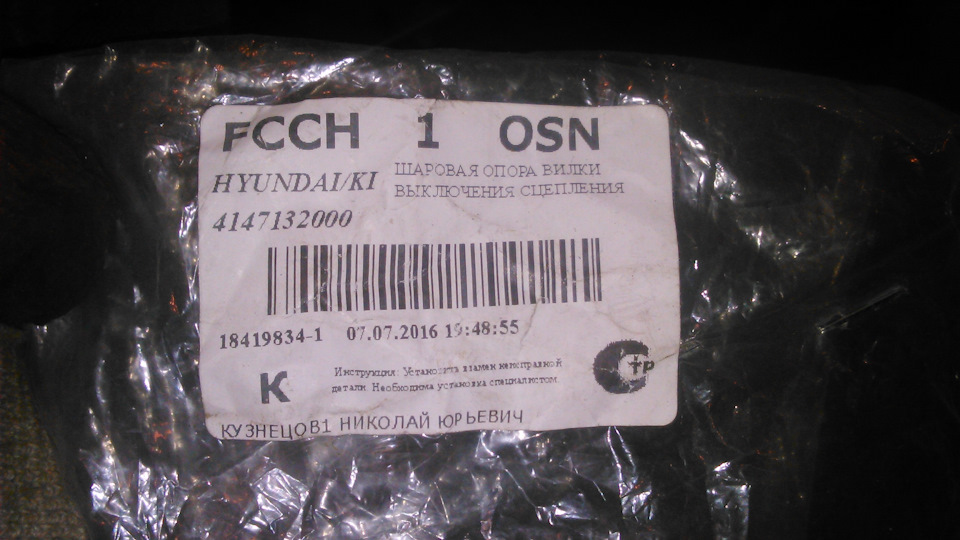 FCCH 1 OSN
HYUNDAI/KI
ШАРОВАЯ ОПОРА ВИЛКИ
ВЫКЛЮЧЕНИЯ СЦЕПЛЕНИЯ
4147132000
18419834-1 07.07.2016 19:48:55
К
Инструкция: Установить взамен неисправной
детали. Необходима установка специалистом
СТР
КУЗНЕЦОВ1 НИКОЛАЙ ЮРЬЕВИЧ